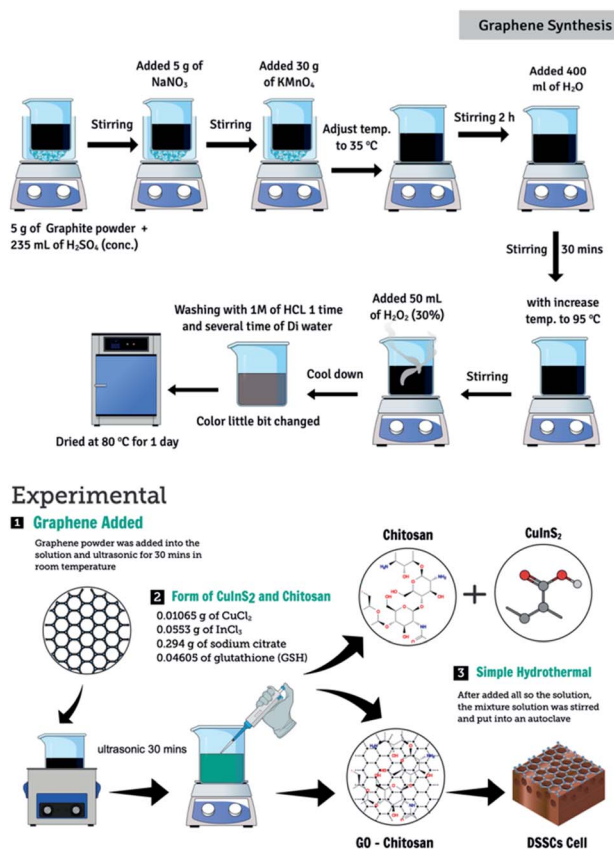 Graphene Synthesis
Added 5 g of
NaNO₃
Added 30 g
of KMnO₄
Added 400
ml of H₂O
Stirring
Stirring
Adjust temp.
to 35 °C
Stirring 2 h
5 g of Graphite powder +
235 mL of H₂SO₄ (conc.)
Stirring 30 mins
with increase
temp. to 95 °C
Added 50 mL
of H₂O₂ (30%)
Washing with 1M of HCL 1 time
and several time of Di water
Stirring
Cool down
Color little bit changed
Dried at 80 °C for 1 day
Experimental
1 Graphene Added
Graphene powder was added into the
solution and ultrasonic for 30 mins in
room temperature
2 Form of CuInS2 and Chitosan
0.01065 g of CuCl₂
0.0553 g of InCl₃
0.294 g of sodium citrate
0.04605 of glutathione (GSH)
Chitosan
+
CuInS₂
3 Simple Hydrothermal
After added all so the solution,
the mixture solution was stirred
and put into an autoclave
ultrasonic 30 mins
GO - Chitosan
DSSCs Cell